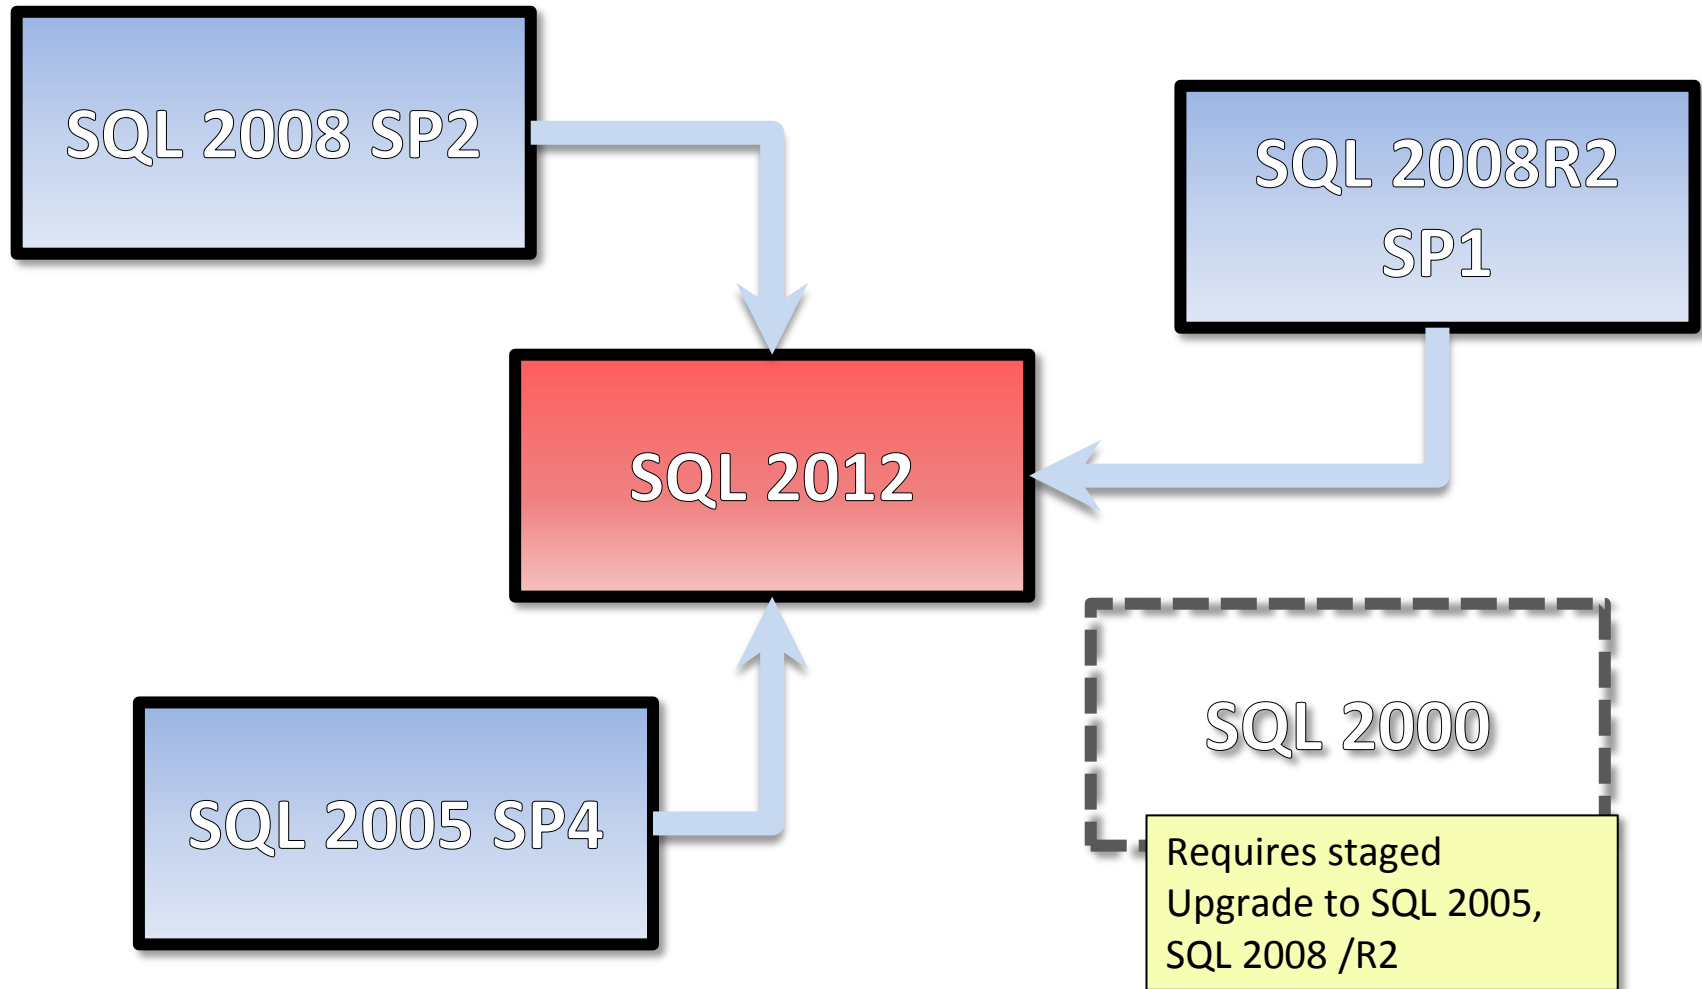 SQL 2008 SP2
SQL 2008R2
SP1
SQL 2012
SQL 2005 SP4
SQL 2000
Requires staged
Upgrade to SQL 2005,
SQL 2008 /R2